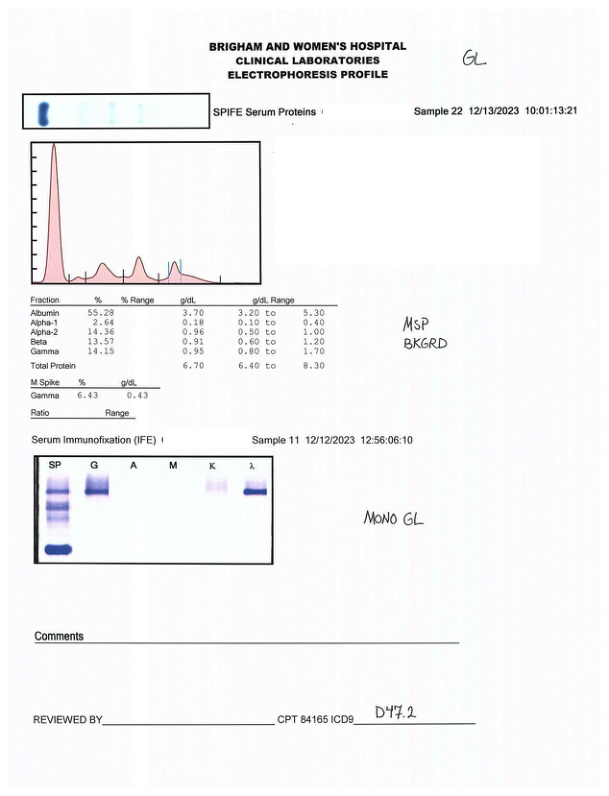 BRIGHAM AND WOMEN'S HOSPITAL
CLINICAL LABORATORIES
ELECTROPHORESIS PROFILE
GL
SPIFE Serum Proteins
Sample 22 12/13/2023 10:01:13:21
Fraction % % Range g/dL g/dL Range
Albumin 55.28 3.70 3.20 to 5.30
Alpha-1 2.64 0.18 0.10 to 0.40
Alpha-2 14.36 0.96 0.50 to 1.00
Beta 13.57 0.91 0.60 to 1.20
Gamma 14.15 0.95 0.80 to 1.70
Total Protein 6.70 6.40 to 8.30
MSP
BKGRD
M Spike % g/dL
Gamma 6.43 0.43
Ratio Range
Serum Immunofixation (IFE) Sample 11 12/12/2023 12:56:06:10
SP G A M K λ
MONO GL
Comments
REVIEWED BY CPT 84165 ICD9 D47.2